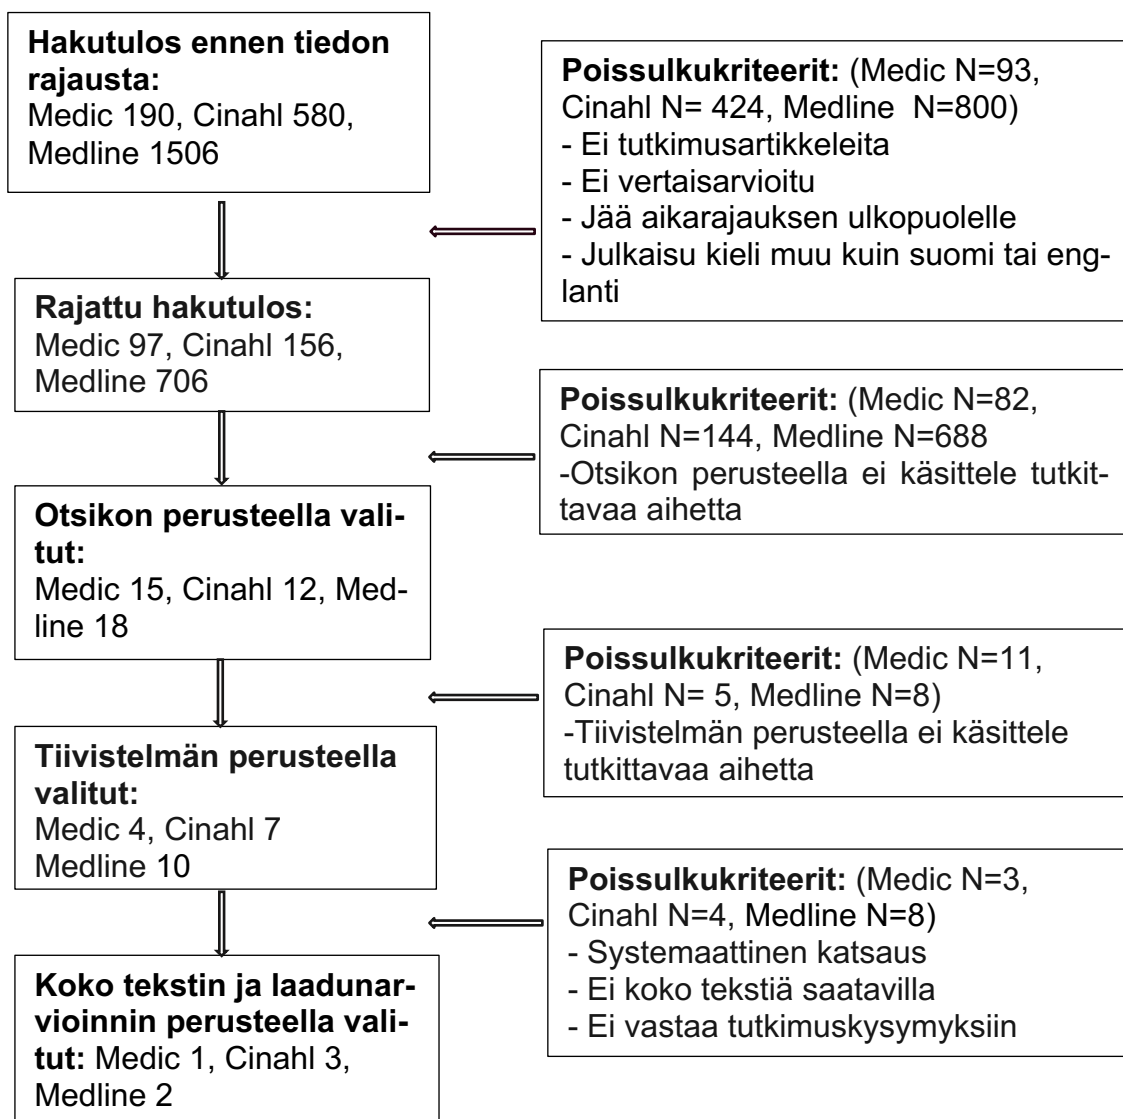 Hakutulos ennen tiedon
rajausta:
Medic 190, Cinahl 580,
Medline 1506
Poissulkukriteerit: (Medic N=93,
Cinahl N= 424, Medline N=800)
- Ei tutkimusartikkeleita
- Ei vertaisarvioitu
- Jää aikarajauksen ulkopuolelle
- Julkaisu kieli muu kuin suomi tai eng-
lanti
Rajattu hakutulos:
Medic 97, Cinahl 156,
Medline 706
Poissulkukriteerit: (Medic N=82,
Cinahl N=144, Medline N=688
-Otsikon perusteella ei käsittele tutkit-
tavaa aihetta
Otsikon perusteella vali-
tut:
Medic 15, Cinahl 12, Med-
line 18
Poissulkukriteerit: (Medic N=11,
Cinahl N= 5, Medline N=8)
-Tiivistelmän perusteella ei käsittele
tutkittavaa aihetta
Tiivistelmän perusteella
valitut:
Medic 4, Cinahl 7
Medline 10
Poissulkukriteerit: (Medic N=3,
Cinahl N=4, Medline N=8)
- Systemaattinen katsaus
- Ei koko tekstiä saatavilla
- Ei vastaa tutkimuskysymyksiin
Koko tekstin ja laadunar-
vioinnin perusteella vali-
tut: Medic 1, Cinahl 3,
Medline 2